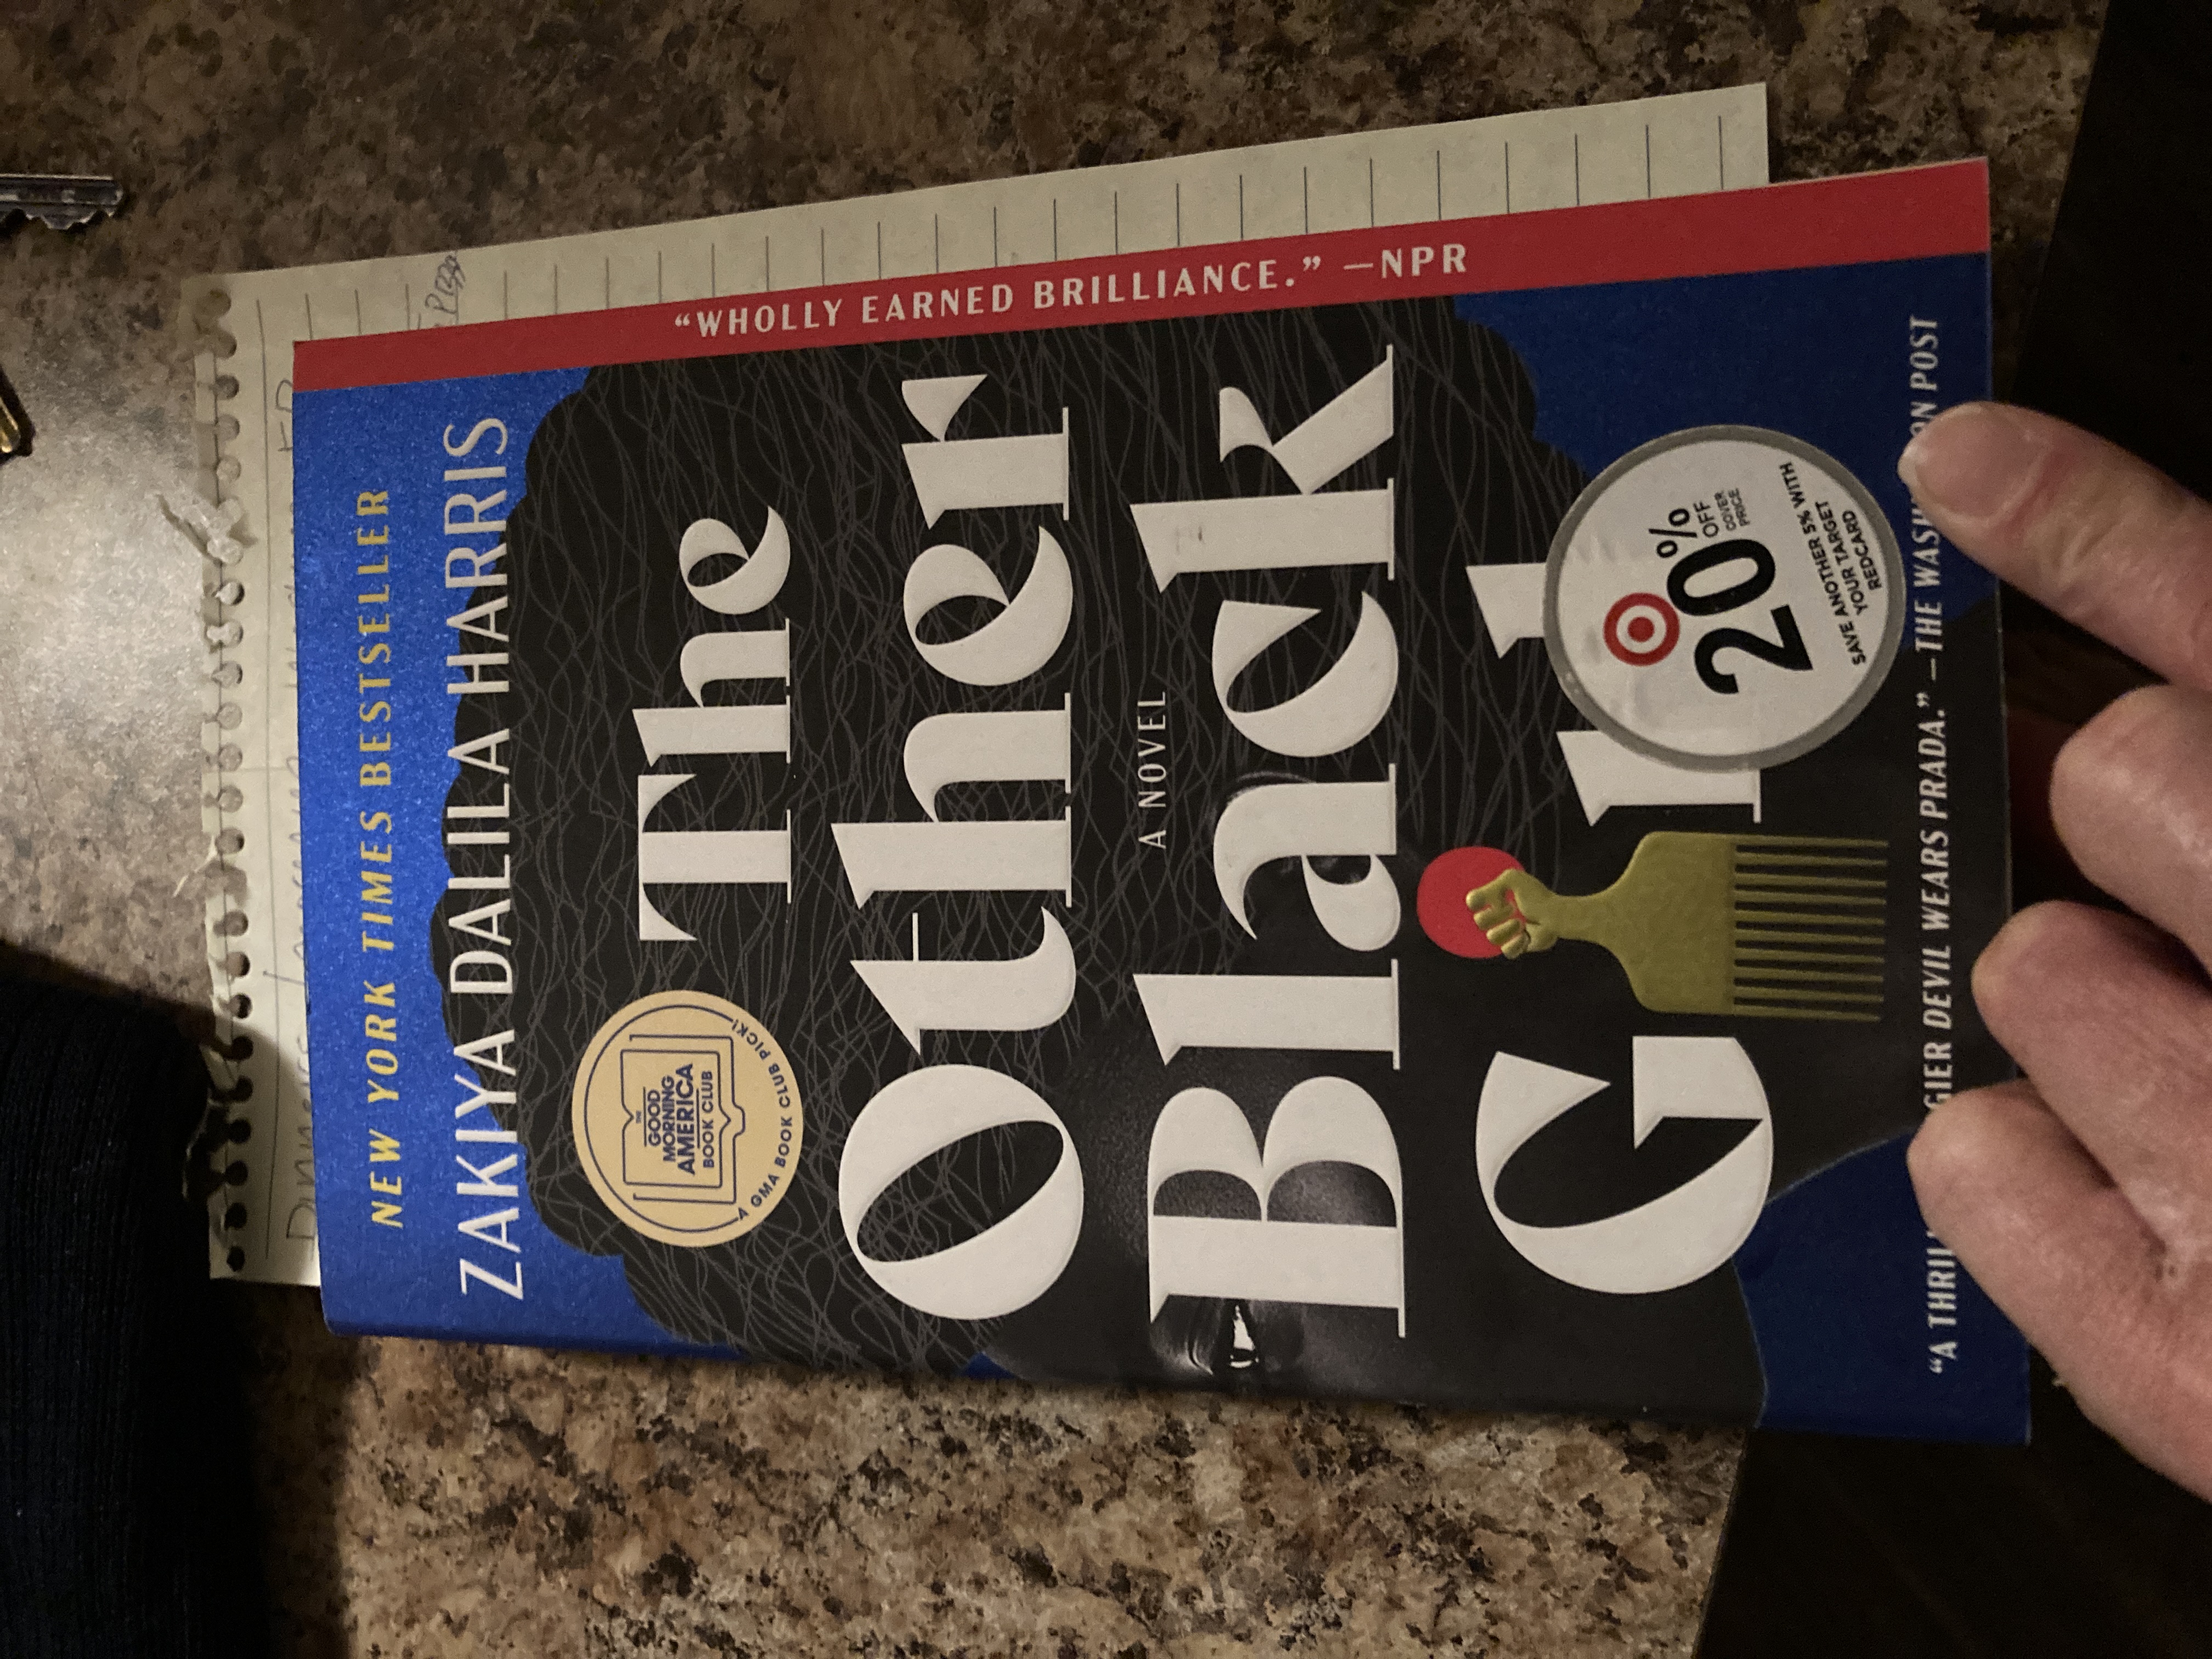 "WHOLLY EARNED BRILLIANCE." —NPR
NEW YORK TIMES BESTSELLER
ZAKIYA DALILA HARRIS
THE
GOOD
MORNING
AMERICA
BOOK CLUB
A GMA BOOK CLUB PICK!
The
Other
A NOVEL
Black
G rl
20%
OFF
COVER
PRICE
SAVE ANOTHER 5% WITH
YOUR TARGET
REDCARD
"A THRIL GIER DEVIL WEARS PRADA." —THE WASH ON POST